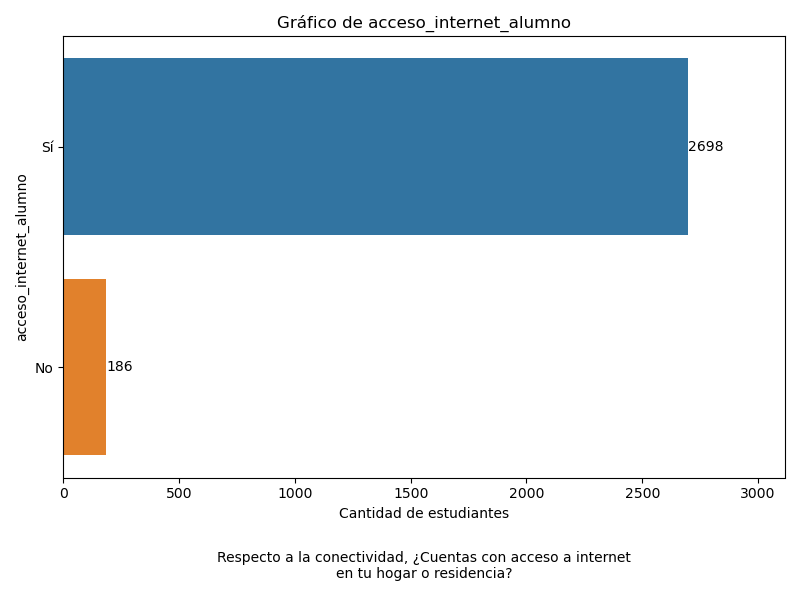 Gráfico de acceso_internet_alumno
acceso_internet_alumno
Sí
2698
No
186
0 500 1000 1500 2000 2500 3000
Cantidad de estudiantes
Respecto a la conectividad, ¿Cuentas con acceso a internet
en tu hogar o residencia?